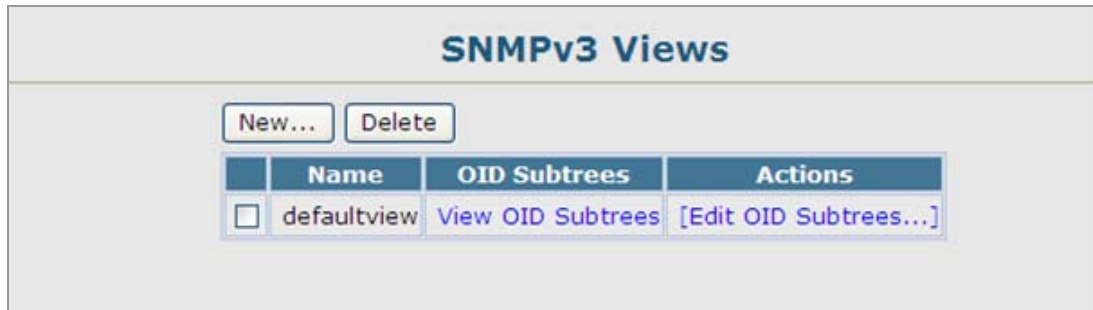 SNMPv3 Views
New... Delete
Name OID Subtrees Actions
defaultview View OID Subtrees [Edit OID Subtrees...]